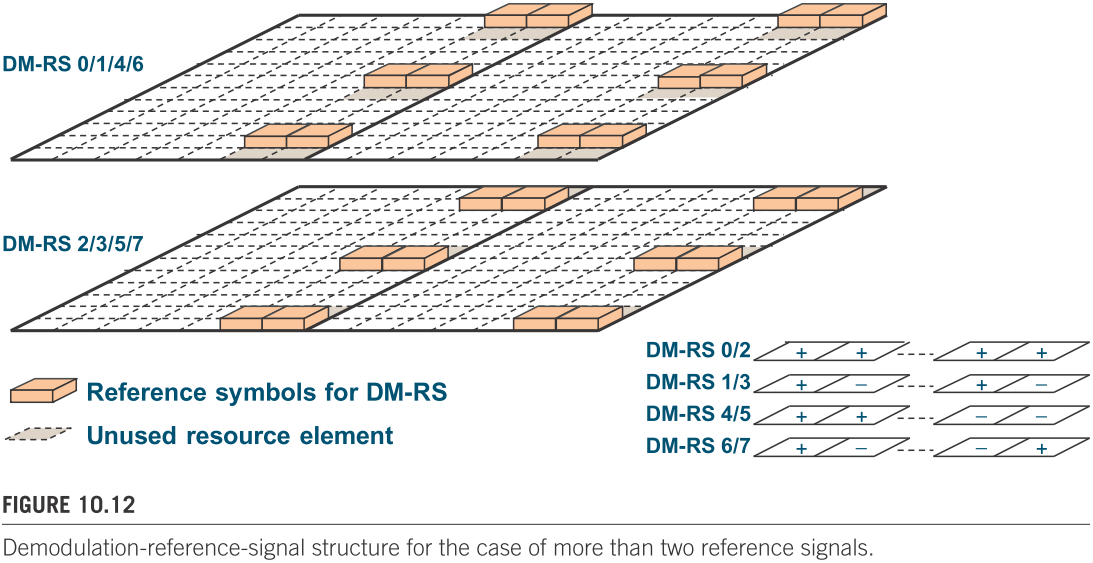 DM-RS 0/1/4/6
DM-RS 2/3/5/7
DM-RS 0/2 + + + +
DM-RS 1/3 + – + –
DM-RS 4/5 + + – –
DM-RS 6/7 + – – +
Reference symbols for DM-RS
Unused resource element
FIGURE 10.12
Demodulation-reference-signal structure for the case of more than two reference signals.